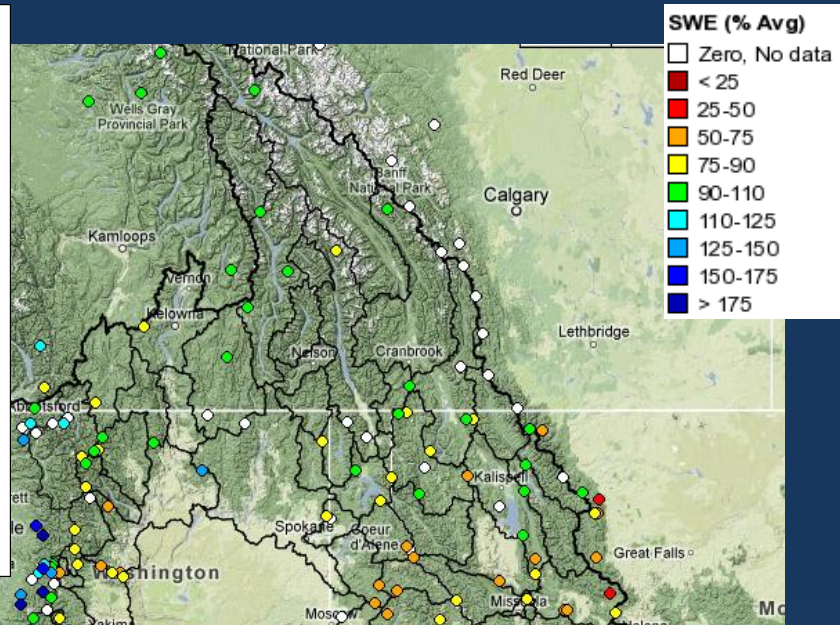 SWE (% Avg)
Zero, No data
< 25
25-50
50-75
75-90
90-110
110-125
125-150
150-175
> 175
National Park
Red Deer
Wells Gray
Provincial Park
Banff
National Park
Calgary
Kamloops
Vernon
Kelowna
Lethbridge
Nelson
Cranbrook
Abbotsford
Kalispell
Spokane
Coeur
d'Alene
Great Falls
Washington
Missoula
Moscow
Yakima
Helena